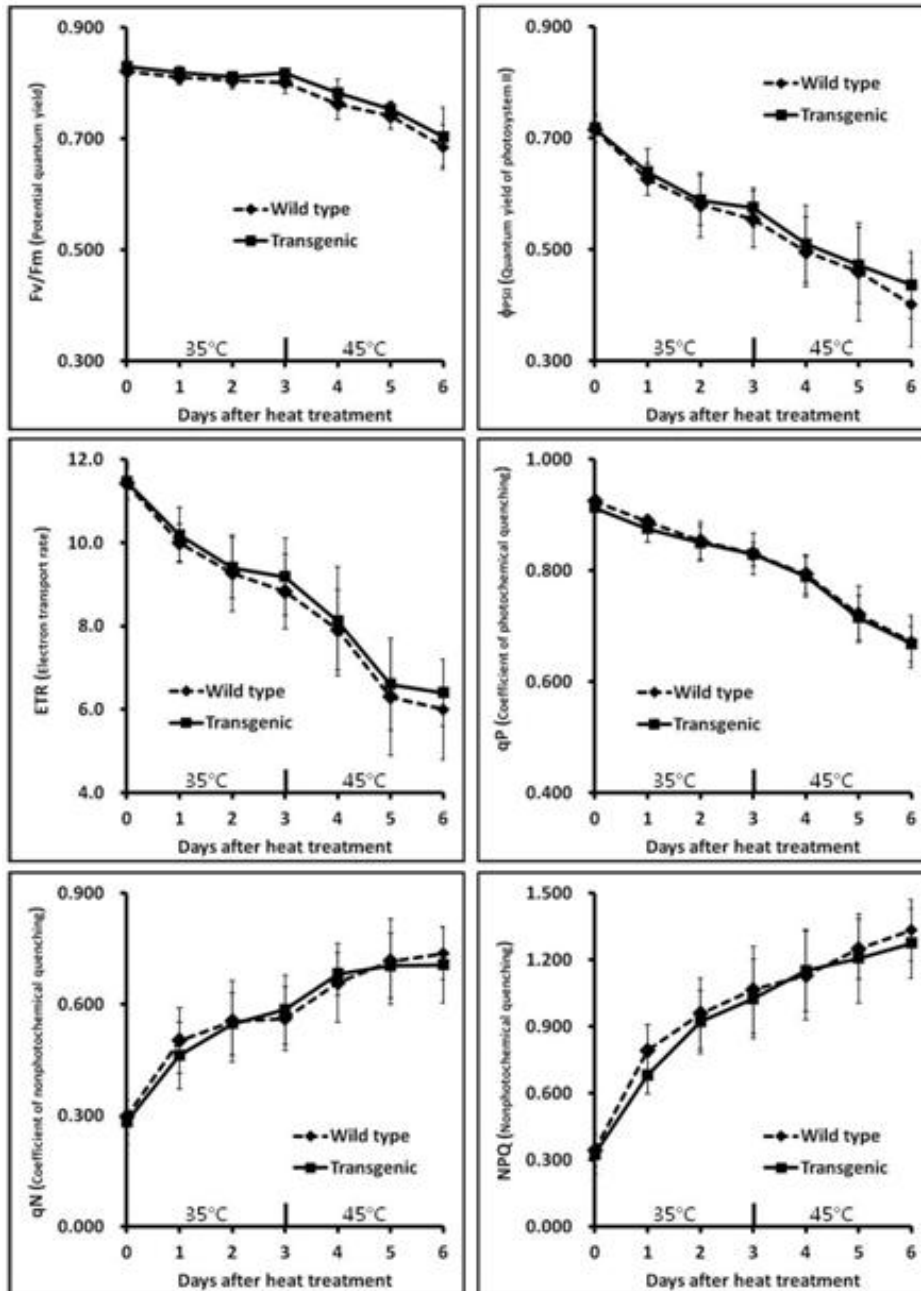 Fv/Fm (Potential quantum yield)
0.900
0.700
0.500
0.300
Wild type
Transgenic
35°C
45°C
0 1 2 3 4 5 6
Days after heat treatment
ϕPSII (Quantum yield of photosystem II)
0.900
0.700
0.500
0.300
Wild type
Transgenic
35°C
45°C
0 1 2 3 4 5 6
Days after heat treatment
ETR (Electron transport rate)
12.0
10.0
8.0
6.0
4.0
Wild type
Transgenic
35°C
45°C
0 1 2 3 4 5 6
Days after heat treatment
qP (Coefficient of photochemical quenching)
1.000
0.800
0.600
0.400
Wild type
Transgenic
35°C
45°C
0 1 2 3 4 5 6
Days after heat treatment
qN (Coefficient of nonphotochemical quenching)
0.900
0.600
0.300
0.000
Wild type
Transgenic
35°C
45°C
0 1 2 3 4 5 6
Days after heat treatment
NPQ (Nonphotochemical quenching)
1.500
1.200
0.900
0.600
0.300
0.000
Wild type
Transgenic
35°C
45°C
0 1 2 3 4 5 6
Days after heat treatment